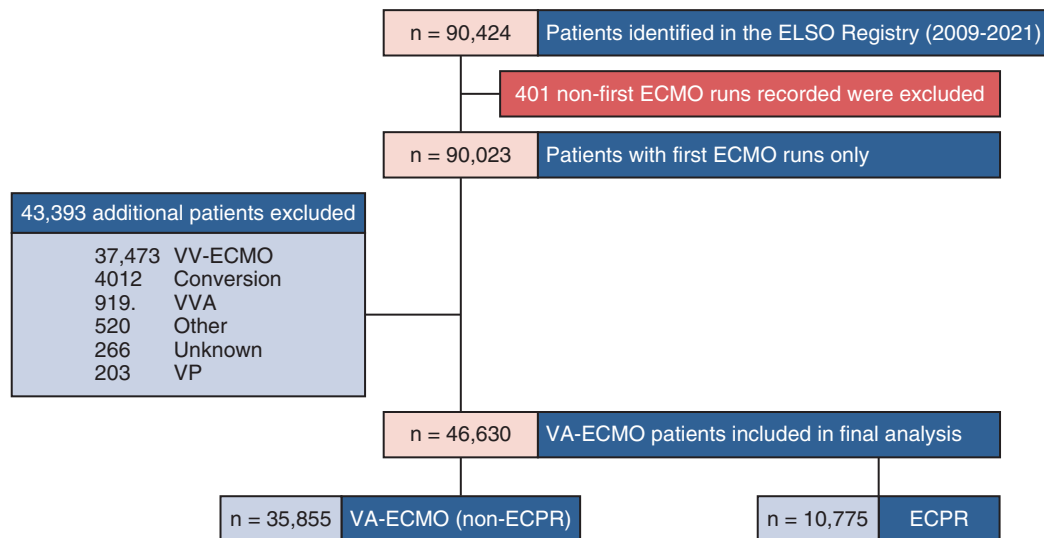 n = 90,424 Patients identified in the ELSO Registry (2009-2021)
401 non-first ECMO runs recorded were excluded
n = 90,023 Patients with first ECMO runs only
43,393 additional patients excluded
37,473 VV-ECMO
4012 Conversion
919. VVA
520 Other
266 Unknown
203 VP
n = 46,630 VA-ECMO patients included in final analysis
n = 35,855 VA-ECMO (non-ECPR)
n = 10,775 ECPR